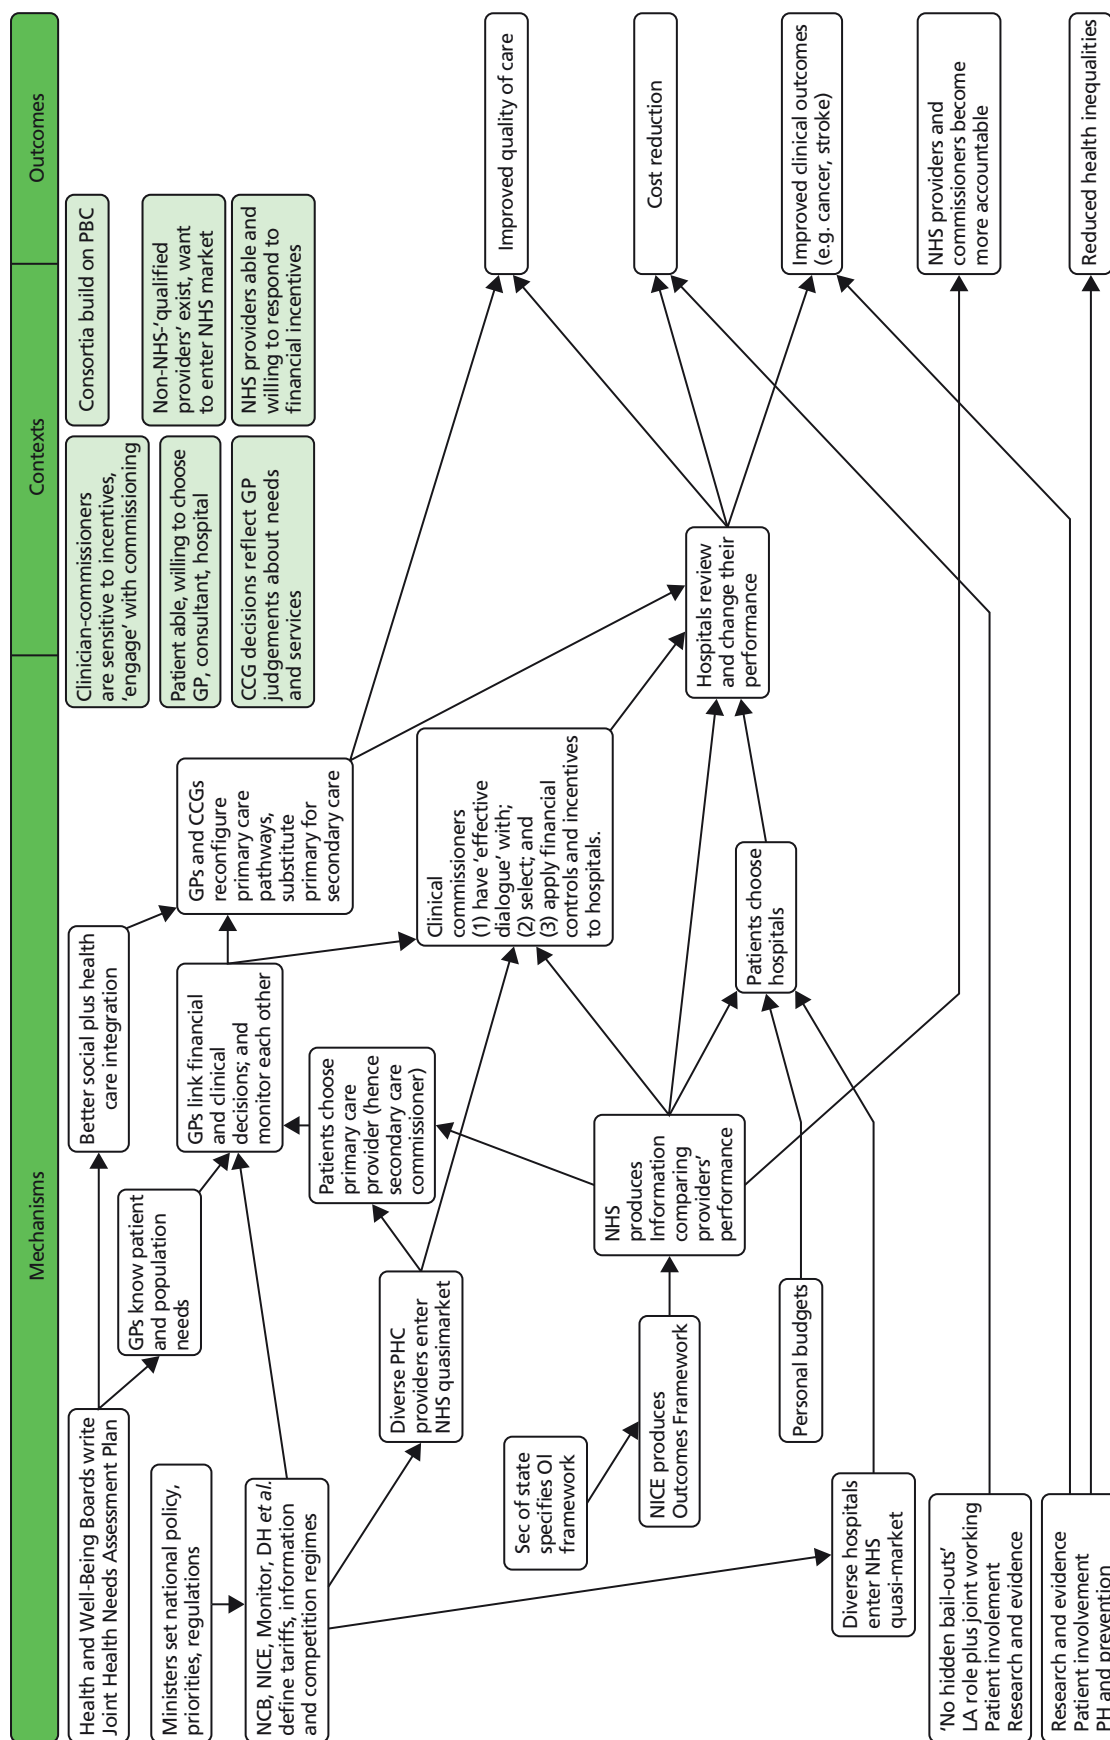 Mechanisms
Contexts
Outcomes
Health and Well-Being Boards write
Joint Health Needs Assessment Plan
Ministers set national policy,
priorities, regulations
NCB, NICE, Monitor, DH et al.
define tariffs, information
and competition regimes
GPs know patient
and population
needs
Better social plus health
care integration
GPs link financial
and clinical
decisions; and
monitor each other
Patients choose
primary care
provider (hence
secondary care
commissioner)
Diverse PHC
providers enter
NHS quasimarket
GPs and CCGs
reconfigure
primary care
pathways,
substitute
primary for
secondary care
Clinical
commissioners
(1) have ‘effective
dialogue’ with;
(2) select; and
(3) apply financial
controls and incentives
to hospitals.
Sec of state
specifies OI
framework
NICE produces
Outcomes Framework
NHS
produces
Information
comparing
providers’
performance
Personal budgets
Diverse hospitals
enter NHS
quasi-market
Patients choose
hospitals
Hospitals review
and change their
performance
‘No hidden bail-outs’
LA role plus joint working
Patient involement
Research and evidence
Research and evidence
Patient involvement
PH and prevention
Clinician-commissioners
are sensitive to incentives,
‘engage’ with commissioning
Patient able, willing to choose
GP, consultant, hospital
CCG decisions reflect GP
judgements about needs
and services
Consortia build on PBC
Non-NHS-‘qualified
providers’ exist, want
to enter NHS market
NHS providers able and
willing to respond to
financial incentives
Improved quality of care
Cost reduction
Improved clinical outcomes
(e.g. cancer, stroke)
NHS providers and
commissioners become
more accountable
Reduced health inequalities